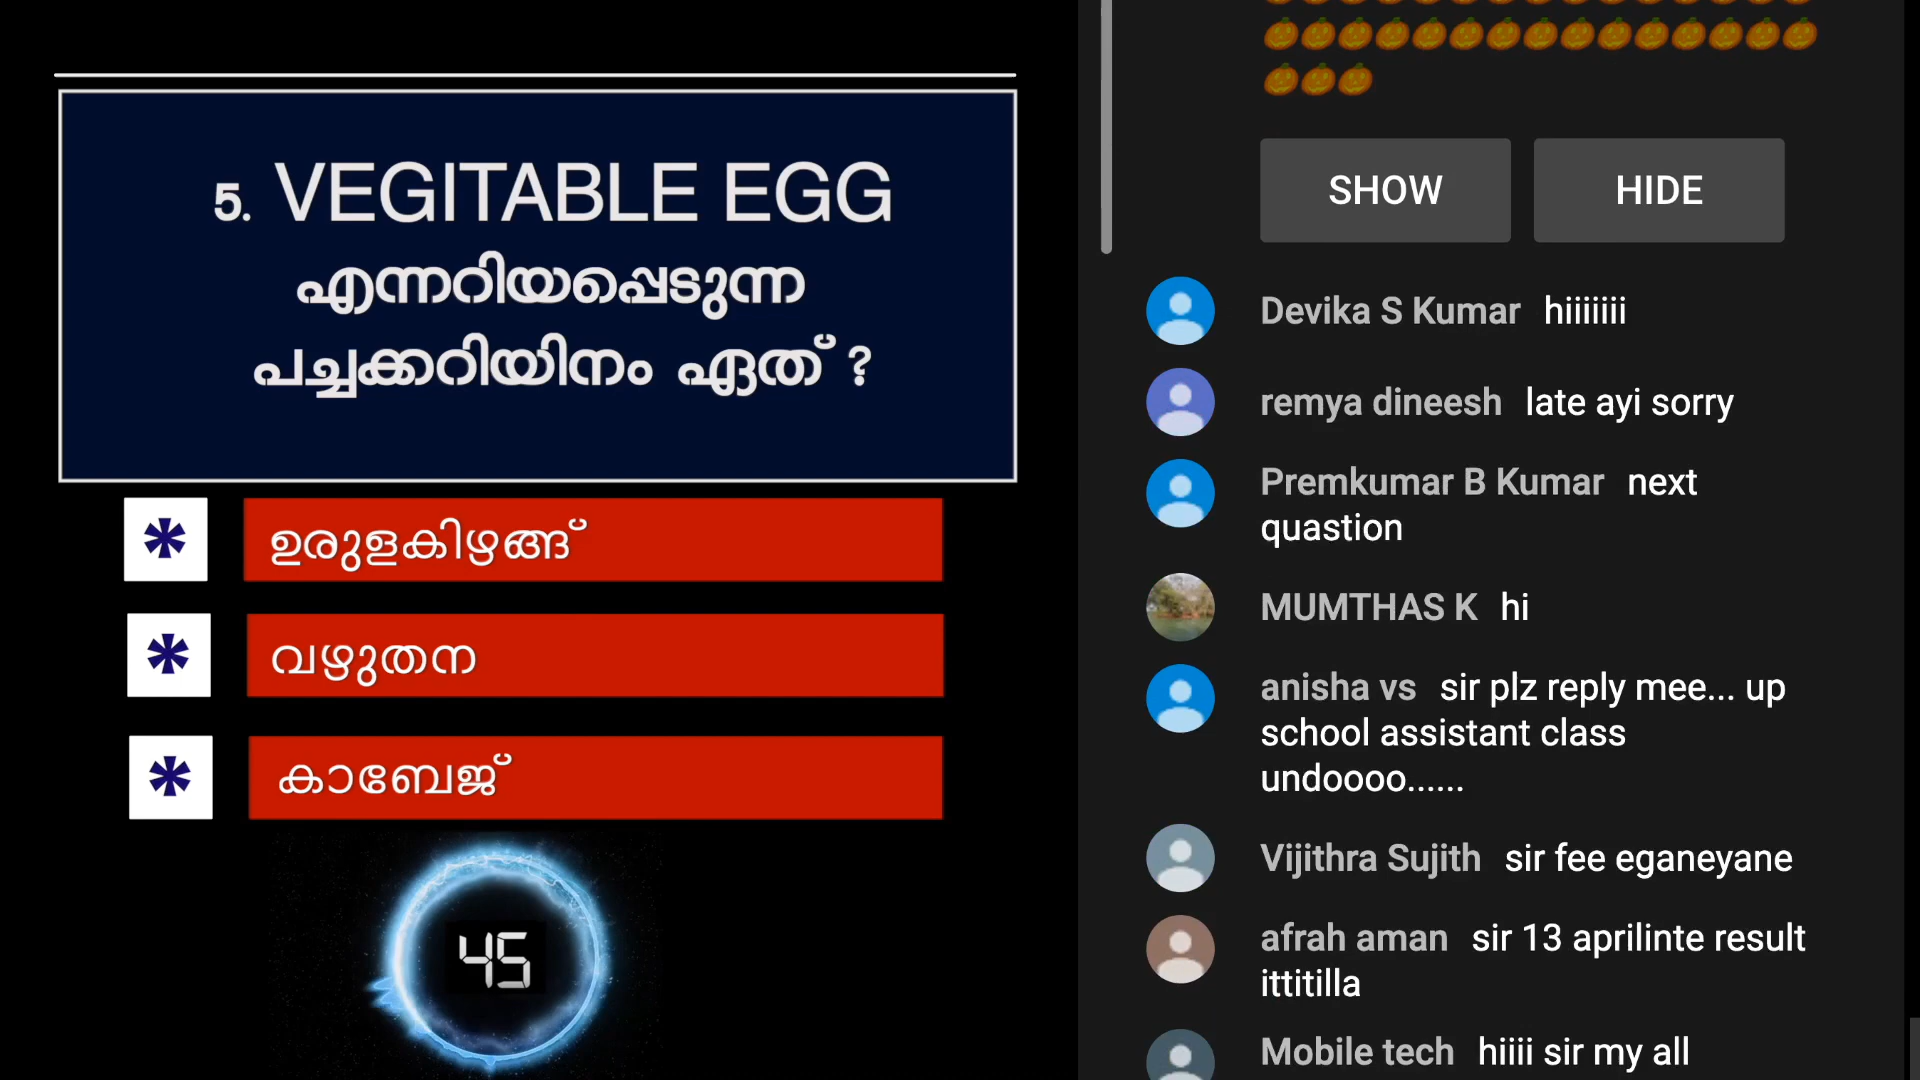 5. VEGITABLE EGG
എന്നറിയപ്പെടുന്ന
പച്ചക്കറിയിനം ഏത് ?
* ഉരുളകിഴങ്ങ്
* വഴുതന
* കാബേജ്
45
SHOW HIDE
Devika S Kumar hiiiiiii
remya dineesh late ayi sorry
Premkumar B Kumar next
quastion
MUMTHAS K hi
anisha vs sir plz reply mee... up
school assistant class
undoooo......
Vijithra Sujith sir fee eganeyane
afrah aman sir 13 aprilinte result
ittitilla
Mobile tech hiiii sir my all